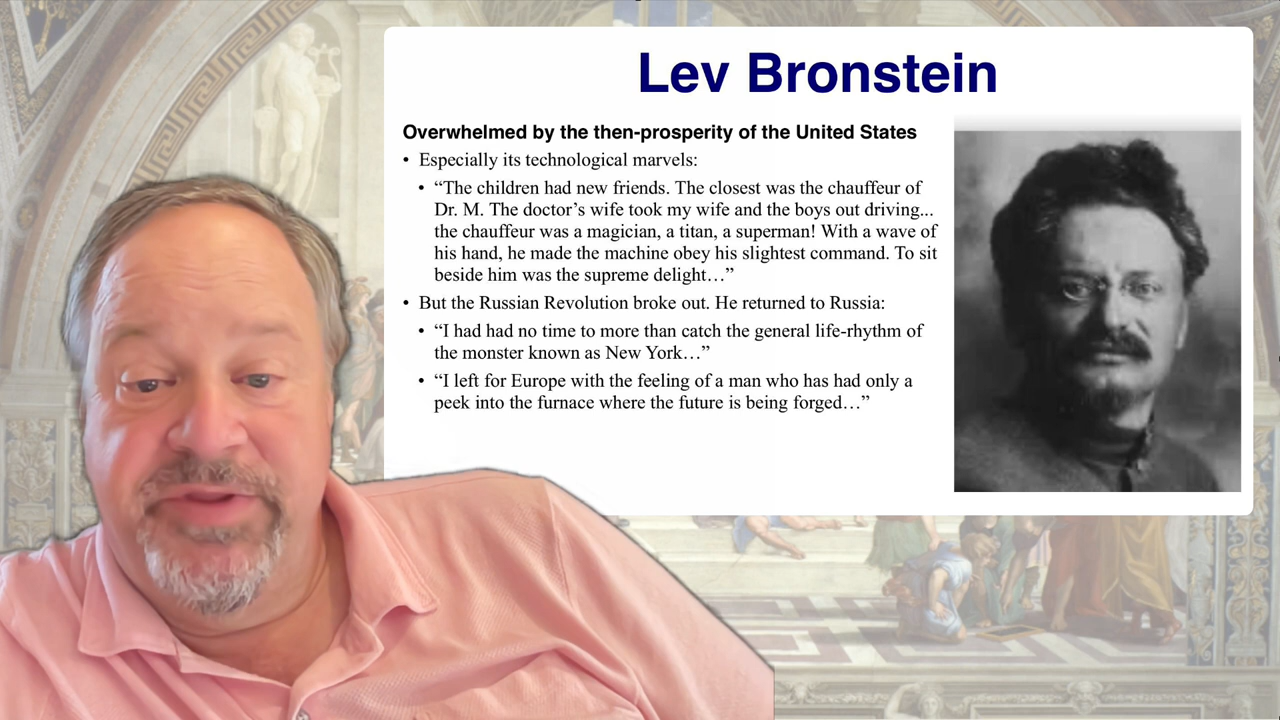 Lev Bronstein
Overwhelmed by the then-prosperity of the United States
• Especially its technological marvels:
• “The children had new friends. The closest was the chauffeur of
Dr. M. The doctor’s wife took my wife and the boys out driving...
the chauffeur was a magician, a titan, a superman! With a wave of
his hand, he made the machine obey his slightest command. To sit
beside him was the supreme delight…”
• But the Russian Revolution broke out. He returned to Russia:
• “I had had no time to more than catch the general life-rhythm of
the monster known as New York…”
• “I left for Europe with the feeling of a man who has had only a
peek into the furnace where the future is being forged…”